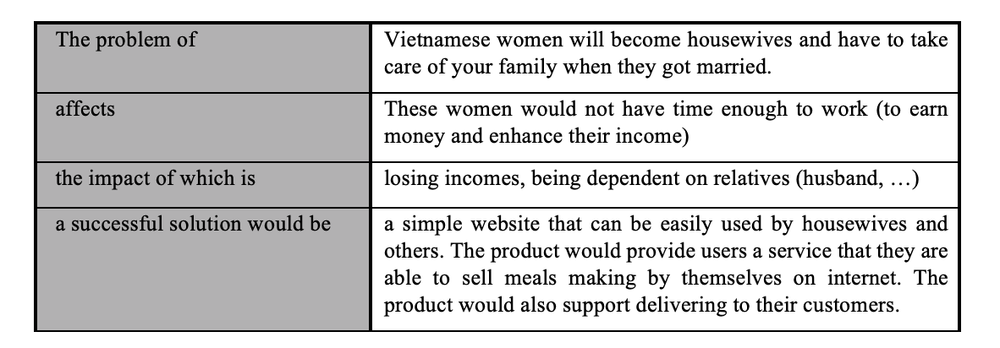 The problem of
Vietnamese women will become housewives and have to take
care of your family when they got married.
affects
These women would not have time enough to work (to earn
money and enhance their income)
the impact of which is
losing incomes, being dependent on relatives (husband, …)
a successful solution would be
a simple website that can be easily used by housewives and
others. The product would provide users a service that they are
able to sell meals making by themselves on internet. The
product would also support delivering to their customers.